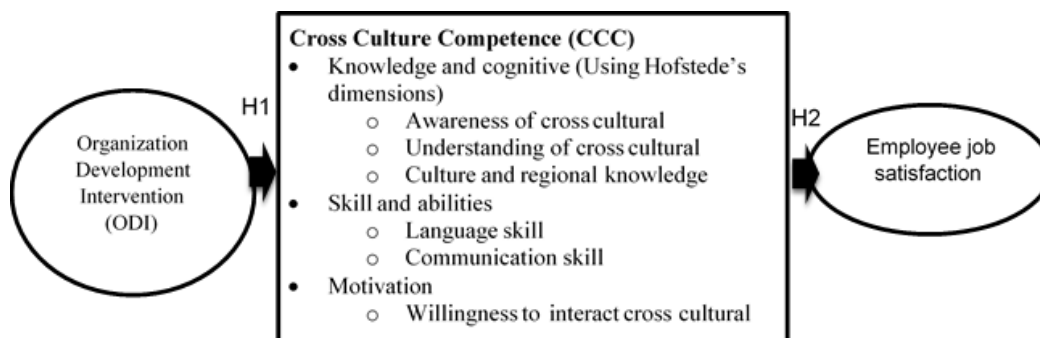 Organization
Development
Intervention
(ODI)
H1
Cross Culture Competence (CCC)
• Knowledge and cognitive (Using Hofstede's
dimensions)
o Awareness of cross cultural
o Understanding of cross cultural
o Culture and regional knowledge
• Skill and abilities
o Language skill
o Communication skill
• Motivation
o Willingness to interact cross cultural
H2
Employee job
satisfaction